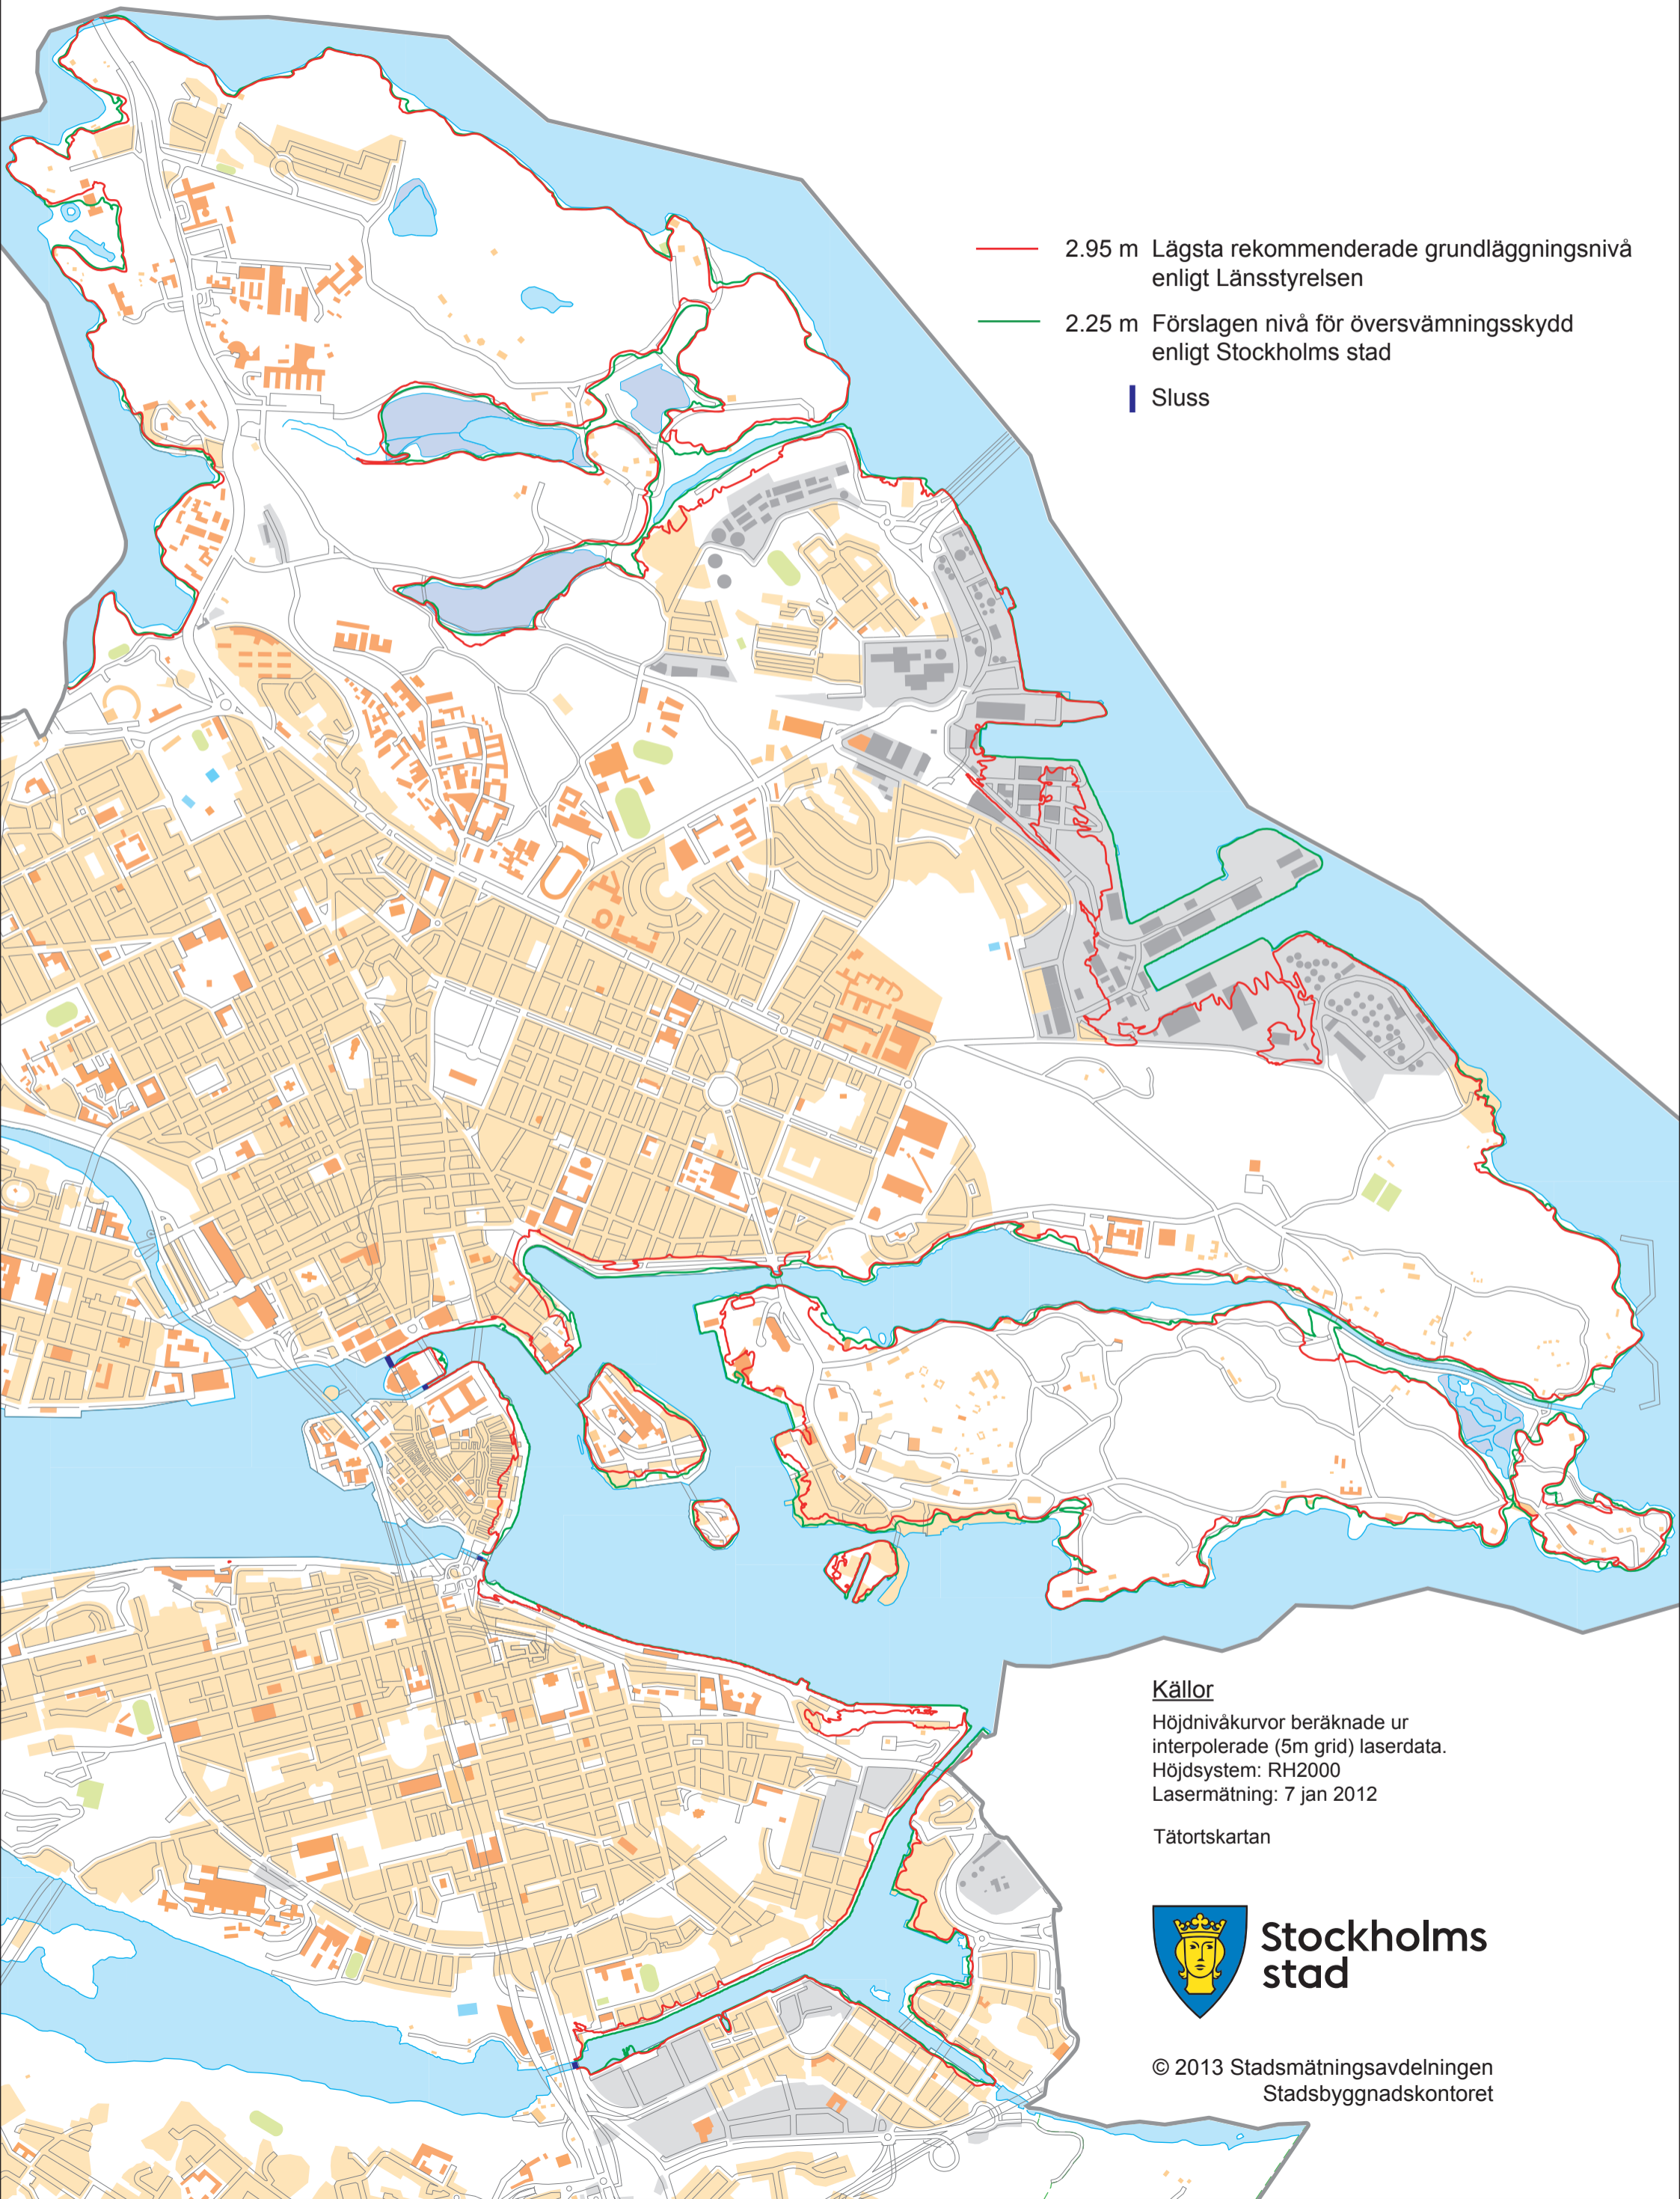 2.95 m Lägsta rekommenderade grundläggningsnivå
enligt Länsstyrelsen
2.25 m Förslagen nivå för översvämningsskydd
enligt Stockholms stad
Sluss
Källor
Höjdnivåkurvor beräknade ur
interpolerade (5m grid) laserdata.
Höjdsystem: RH2000
Lasermätning: 7 jan 2012
Tätortskartan
Stockholms
stad
© 2013 Stadsmätningsavdelningen
Stadsbyggnadskontoret